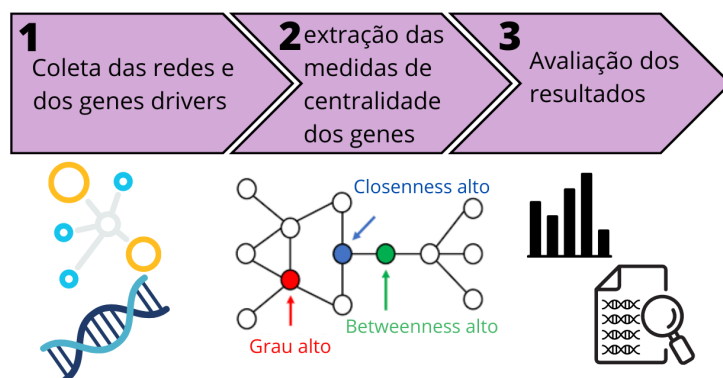 1
Coleta das redes e
dos genes drivers
2
extração das
medidas de
centralidade
dos genes
3
Avaliação dos
resultados
Closenness alto
Betweenness alto
Grau alto